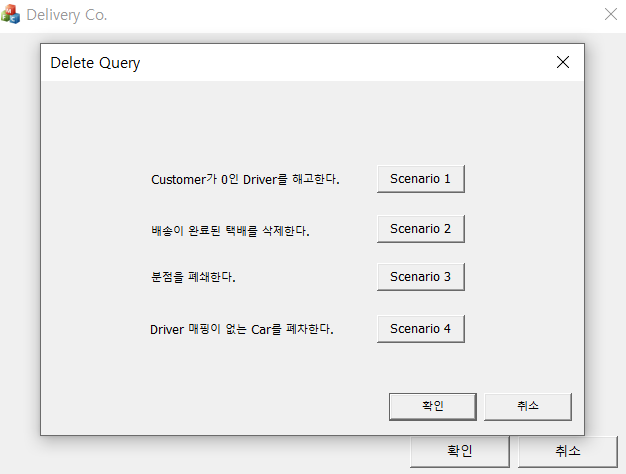 Delivery Co.
Delete Query
Customer가 0인 Driver를 해고한다.
Scenario 1
배송이 완료된 택배를 삭제한다.
Scenario 2
분점을 폐쇄한다.
Scenario 3
Driver 매핑이 없는 Car를 폐차한다.
Scenario 4
확인
취소
확인
취소